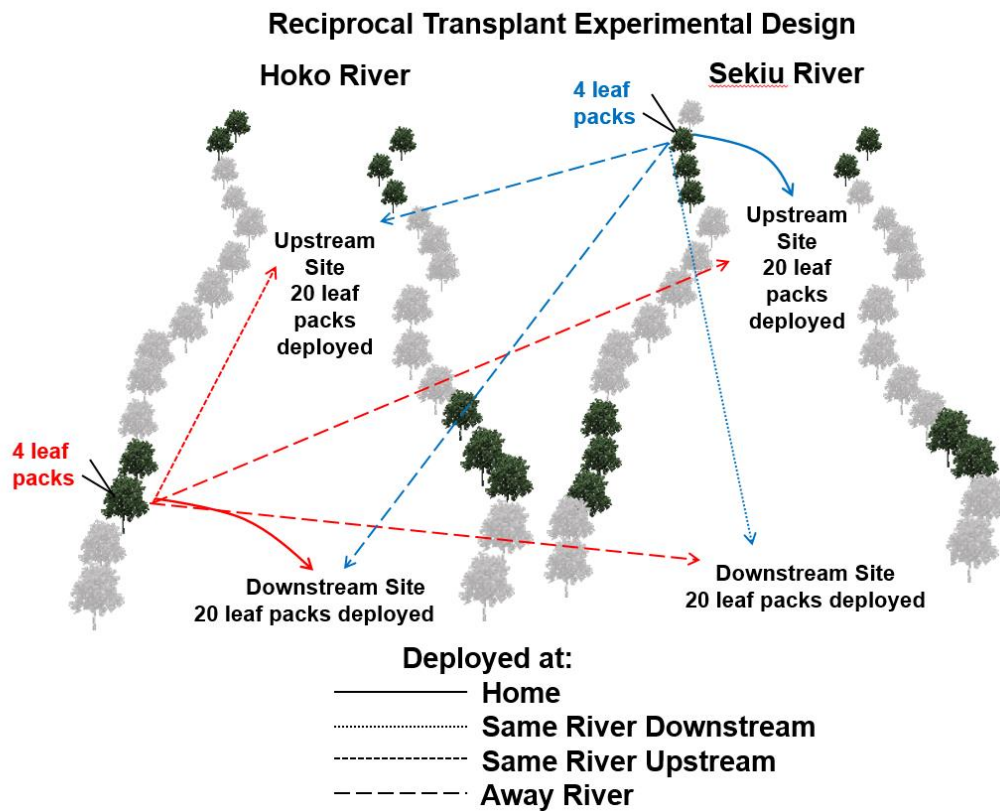 Reciprocal Transplant Experimental Design
Hoko River
Sekiu River
4 leaf
packs
Upstream
Site
20 leaf
packs
deployed
Upstream
Site
20 leaf
packs
deployed
4 leaf
packs
Downstream Site
20 leaf packs deployed
Downstream Site
20 leaf packs deployed
Deployed at:
Home
Same River Downstream
Same River Upstream
Away River